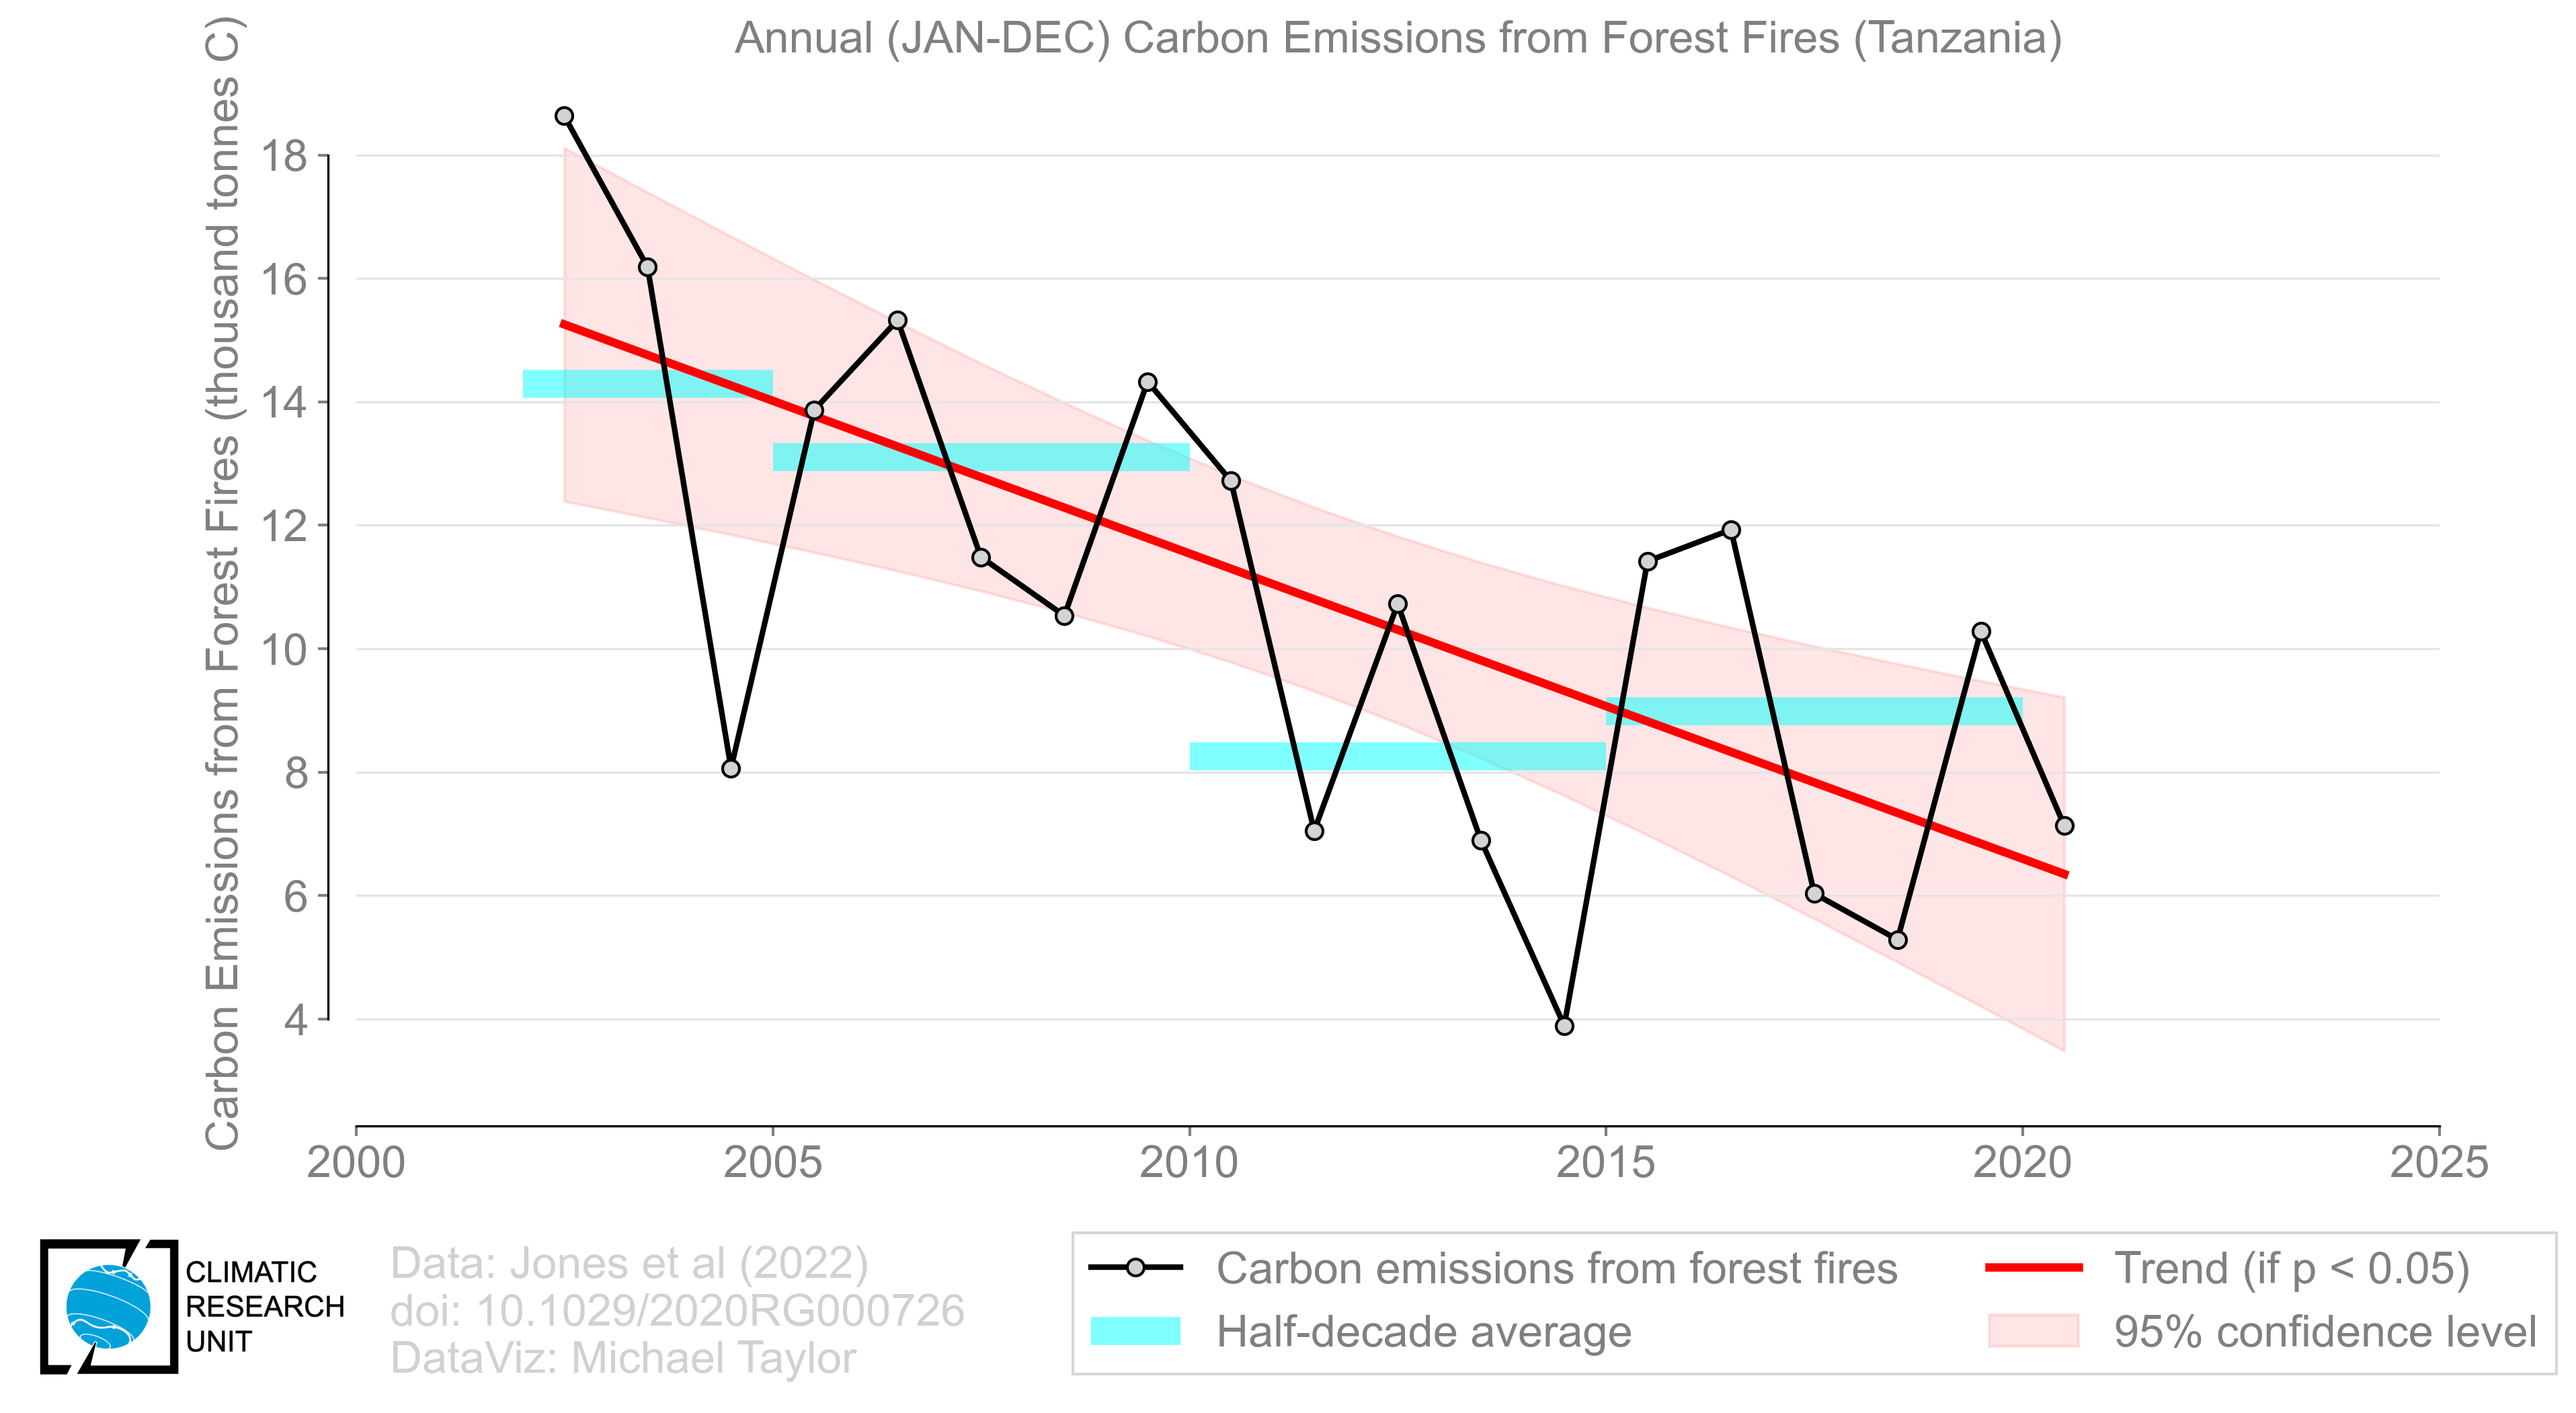 Annual (JAN-DEC) Carbon Emissions from Forest Fires (Tanzania)
Carbon Emissions from Forest Fires (thousand tonnes C)
18
16
14
12
10
8
6
4
2000
2005
2010
2015
2020
2025
CLIMATIC
RESEARCH
UNIT
Data: Jones et al (2022)
doi: 10.1029/2020RG000726
DataViz: Michael Taylor
Carbon emissions from forest fires
Half-decade average
Trend (if p < 0.05)
95% confidence level